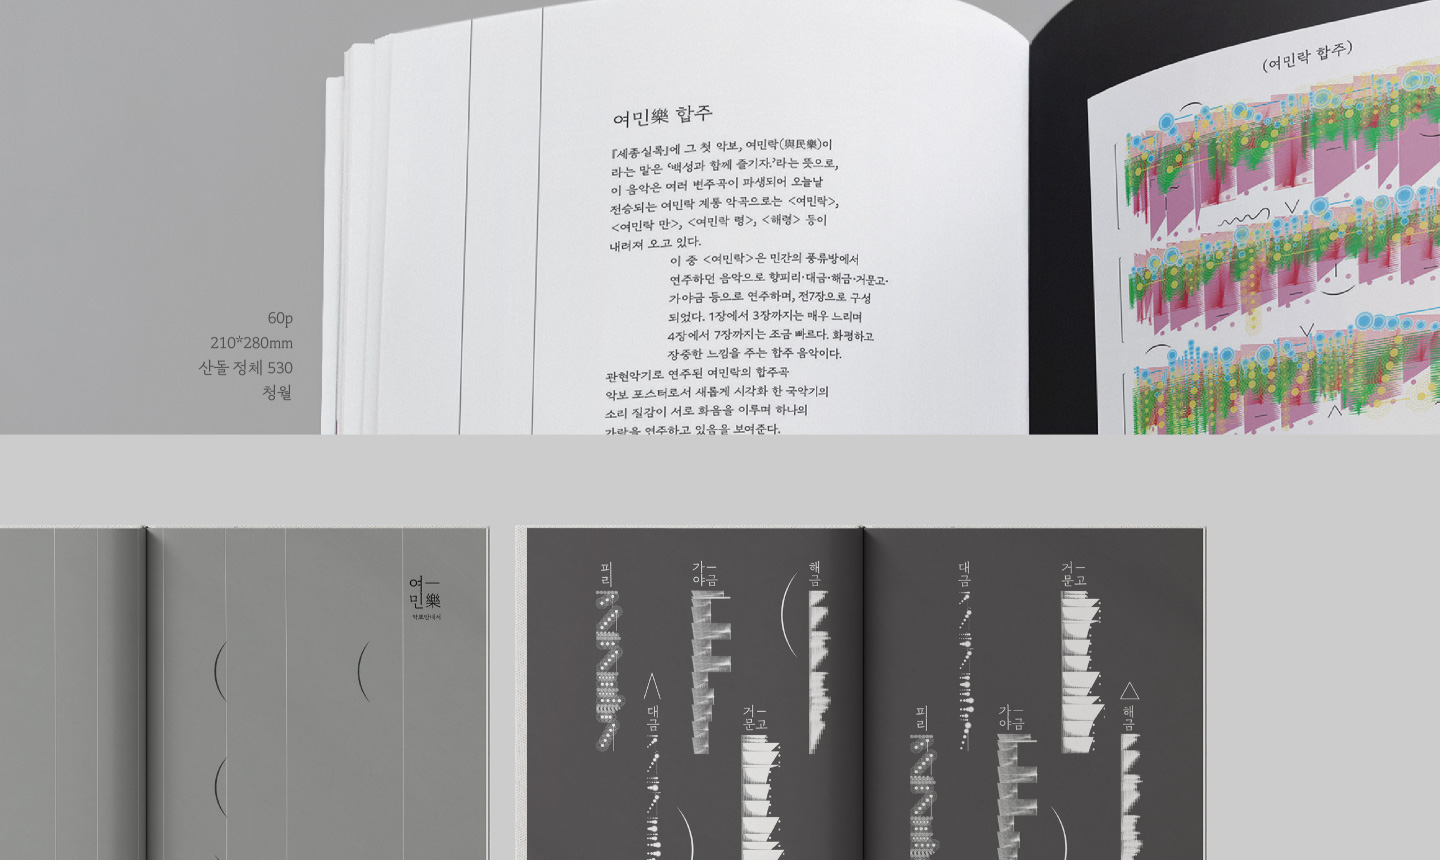 60p
210*280mm
산돌 정체 530
청월
여민樂 합주
『세종실록』에 그 첫 악보, 여민락(與民樂)이
라는 말은 ‘백성과 함께 즐기자.’라는 뜻으로,
이 음악은 여러 변주곡이 파생되어 오늘날
전승되는 여민락 계통 악곡으로는 <여민락>,
<여민락 만>, <여민락 령>, <해령> 등이
내려져 오고 있다.
이 중 <여민락>은 민간의 풍류방에서
연주하던 음악으로 향피리·대금·해금·거문고·
가야금 등으로 연주하며, 전7장으로 구성
되었다. 1장에서 3장까지는 매우 느리며
4장에서 7장까지는 조금 빠르다. 화평하고
장중한 느낌을 주는 합주 음악이다.
관현악기로 연주된 여민락의 합주곡
악보 포스터로서 새롭게 시각화 한 국악기의
소리 질감이 서로 화음을 이루며 하나의
가락을 연주하고 있음을 보여준다.
(여민락 합주)
여민樂
악보안내서
피리
가야금
해금
대금
거문고
대금
거문고
피리
가야금
해금